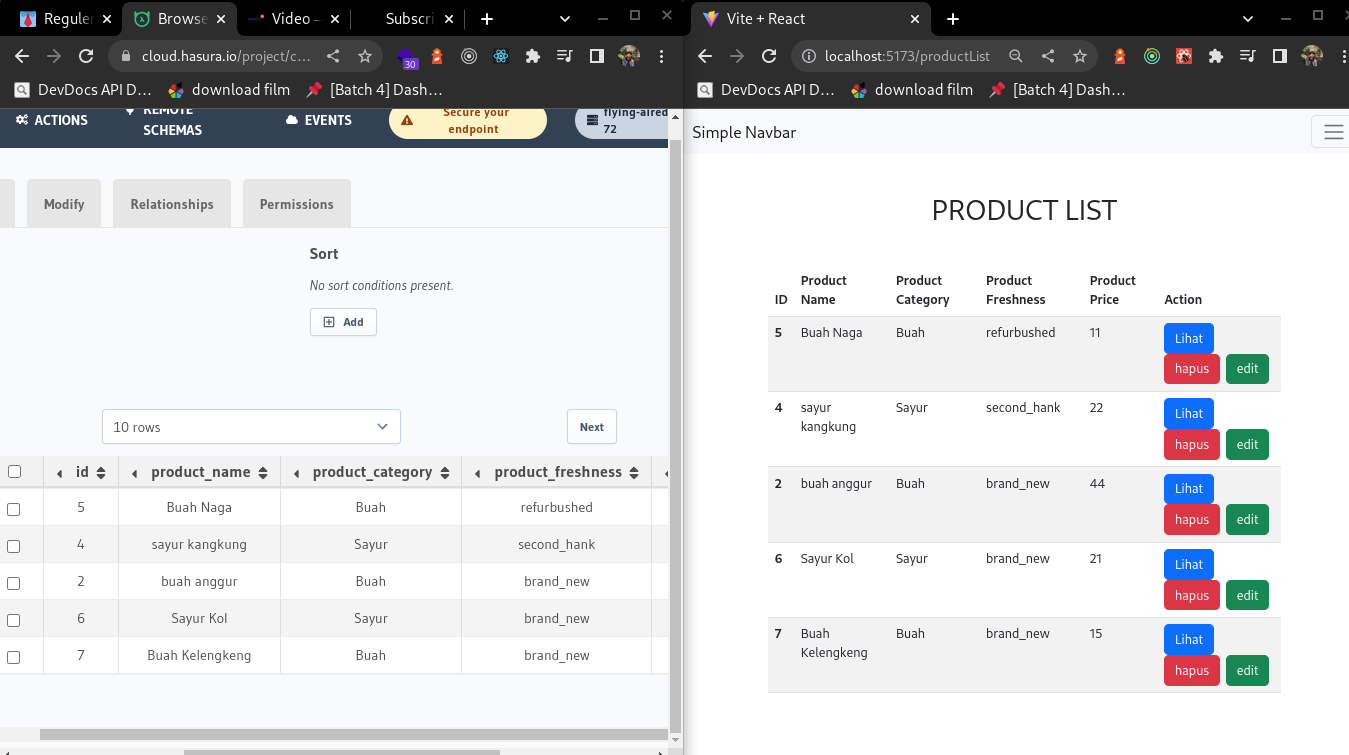 Reguler
Browse
Video –
Subscri
cloud.hasura.io/project/c…
30
DevDocs API D…
download film
[Batch 4] Dash…
ACTIONS
REMOTE
SCHEMAS
EVENTS
Secure your
endpoint
flying-aired
72
Modify
Relationships
Permissions
Sort
No sort conditions present.
Add
10 rows
Next
id product_name product_category product_freshness
5 Buah Naga Buah refurbushed
4 sayur kangkung Sayur second_hank
2 buah anggur Buah brand_new
6 Sayur Kol Sayur brand_new
7 Buah Kelengkeng Buah brand_new
Vite + React
localhost:5173/productList
DevDocs API D…
download film
[Batch 4] Dash…
Simple Navbar
PRODUCT LIST
Product Product Product Product
ID Name Category Freshness Price Action
5 Buah Naga Buah refurbushed 11 Lihat
hapus edit
4 sayur Sayur second_hank 22 Lihat
kangkung
hapus edit
2 buah anggur Buah brand_new 44 Lihat
hapus edit
6 Sayur Kol Sayur brand_new 21 Lihat
hapus edit
7 Buah Buah brand_new 15 Lihat
Kelengkeng
hapus edit